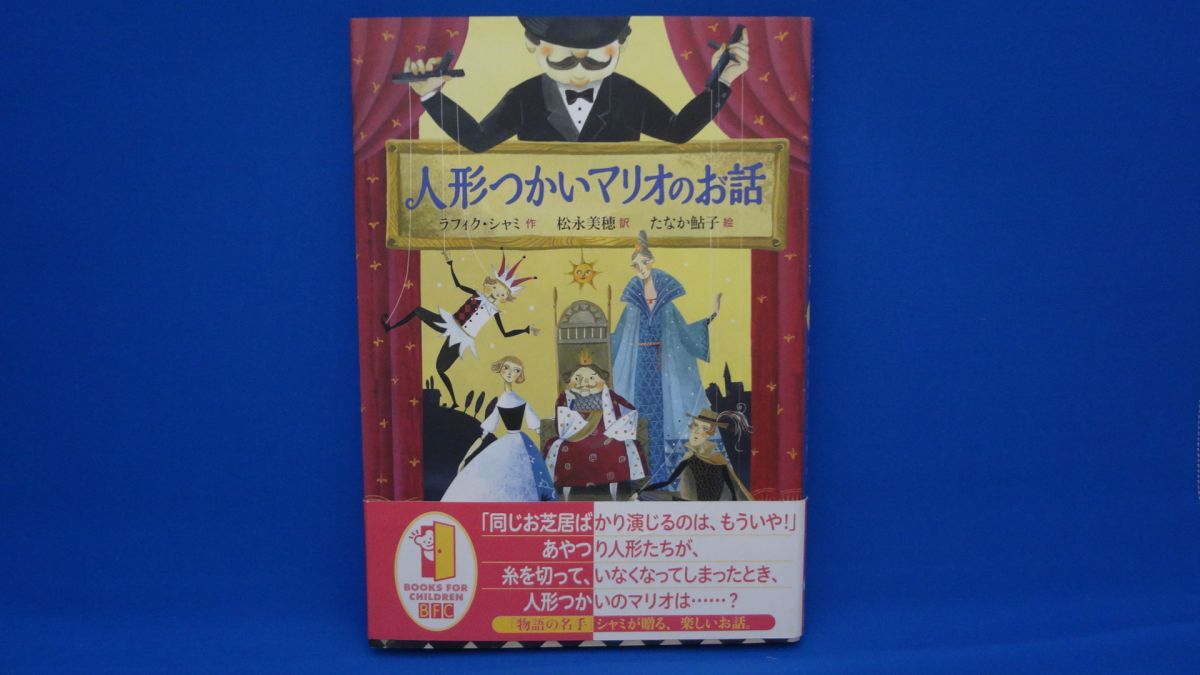 人形つかいマリオのお話
ラフィク・シャミ 作 松永美穂 訳 たなか鮎子 絵
「同じお芝居ばかり演じるのは、もういや!」
あやつり人形たちが、
糸を切って、いなくなってしまったとき、
人形つかいのマリオは……?
「物語の名手」シャミが贈る、楽しいお話。
BOOKS FOR
CHILDREN
BFC